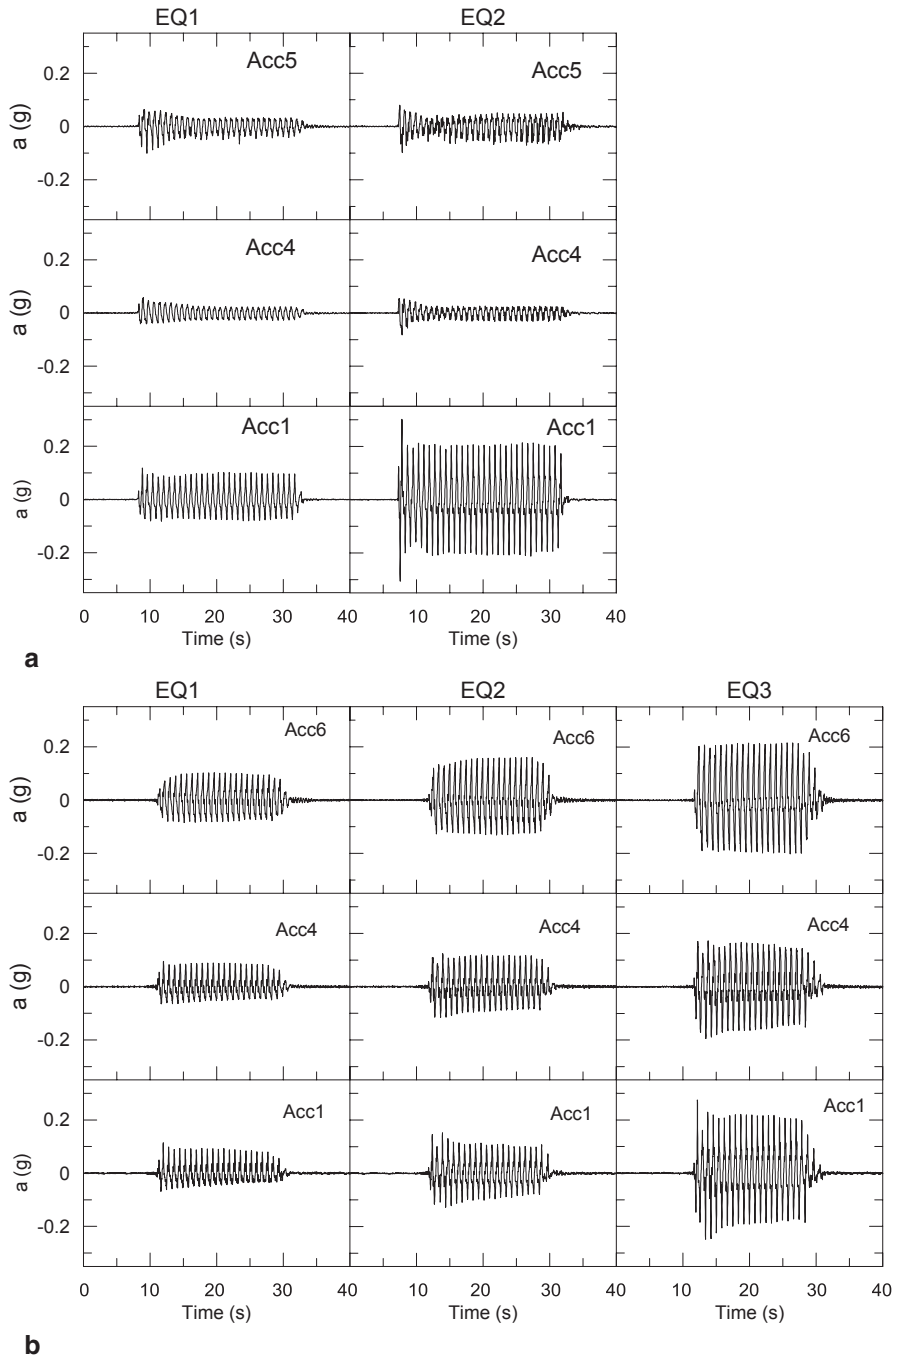 EQ1 EQ2
Acc5 Acc5
0.2
0
-0.2
a (g)
Acc4 Acc4
0.2
0
-0.2
a (g)
Acc1 Acc1
0.2
0
-0.2
a (g)
0 10 20 30 40 10 20 30 40
Time (s) Time (s)
a
EQ1 EQ2 EQ3
Acc6 Acc6 Acc6
0.2
0
-0.2
a (g)
Acc4 Acc4 Acc4
0.2
0
-0.2
a (g)
Acc1 Acc1 Acc1
0.2
0
-0.2
a (g)
0 10 20 30 40 10 20 30 40 10 20 30 40
Time (s) Time (s) Time (s)
b